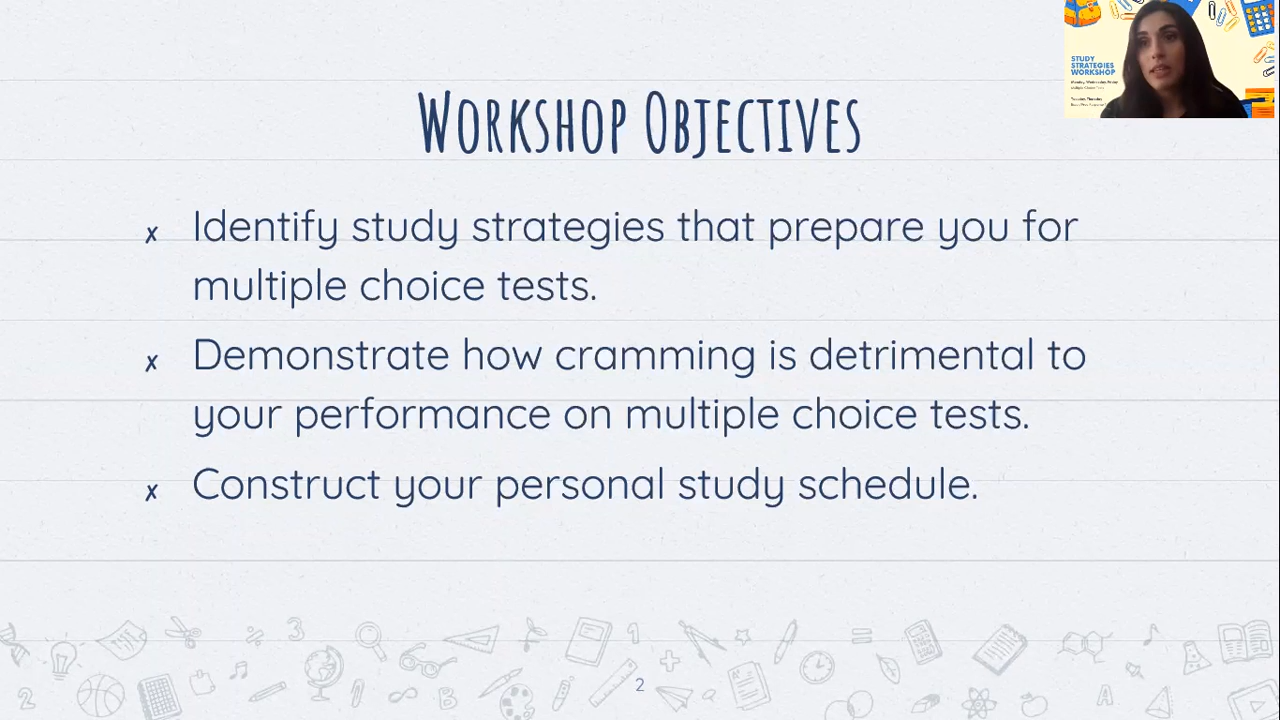 Workshop Objectives
STUDY
STRATEGIES
WORKSHOP
x Identify study strategies that prepare you for
multiple choice tests.
x Demonstrate how cramming is detrimental to
your performance on multiple choice tests.
x Construct your personal study schedule.
2